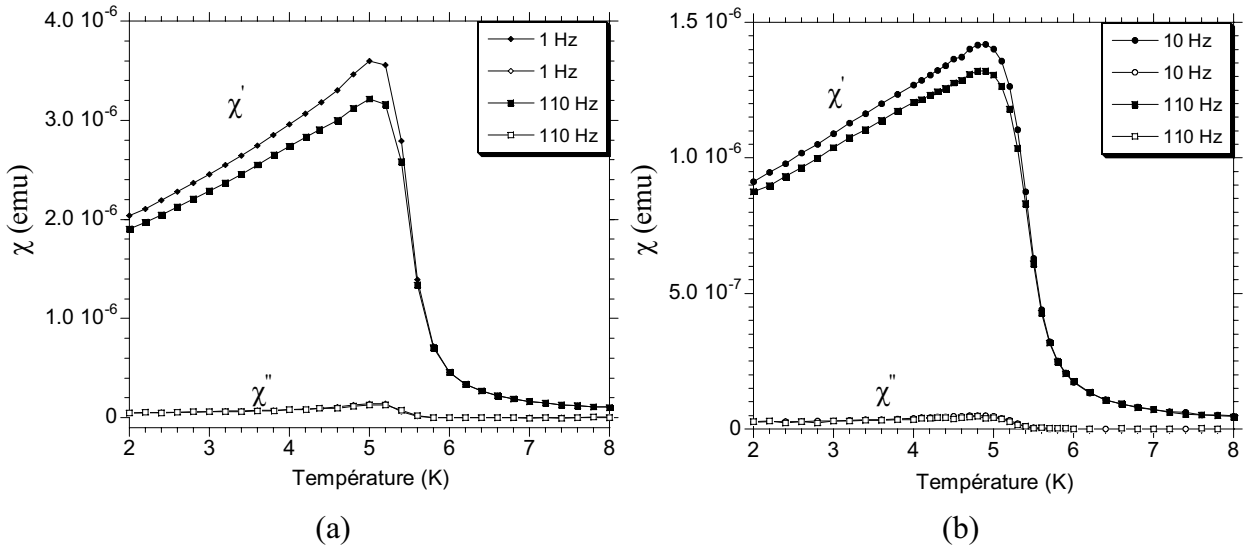 4.0 10⁻⁶
3.0 10⁻⁶
2.0 10⁻⁶
1.0 10⁻⁶
0
χ (emu)
χ'
χ"
1 Hz
1 Hz
110 Hz
110 Hz
2 3 4 5 6 7 8
Température (K)
(a)
1.5 10⁻⁶
1.0 10⁻⁶
5.0 10⁻⁷
0
χ (emu)
χ'
χ"
10 Hz
10 Hz
110 Hz
110 Hz
2 3 4 5 6 7 8
Température (K)
(b)